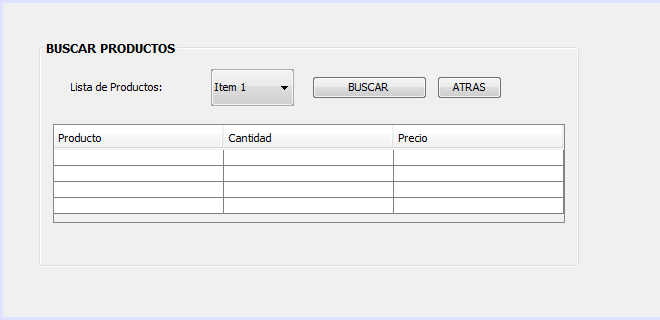 BUSCAR PRODUCTOS
Lista de Productos: Item 1 BUSCAR ATRAS
Producto Cantidad Precio